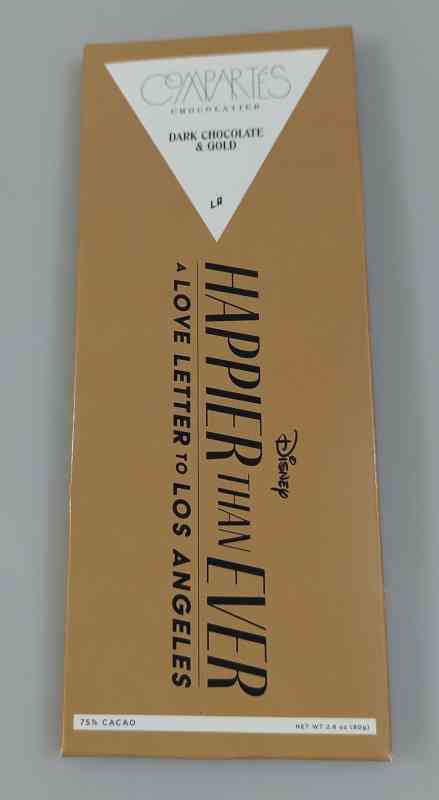 COMPARTÉS
CHOCOLATIER
DARK CHOCOLATE
& GOLD
LA
DISNEY
HAPPIER THAN EVER
A LOVE LETTER TO LOS ANGELES
75% CACAO
NET WT 2.8 oz (80g)